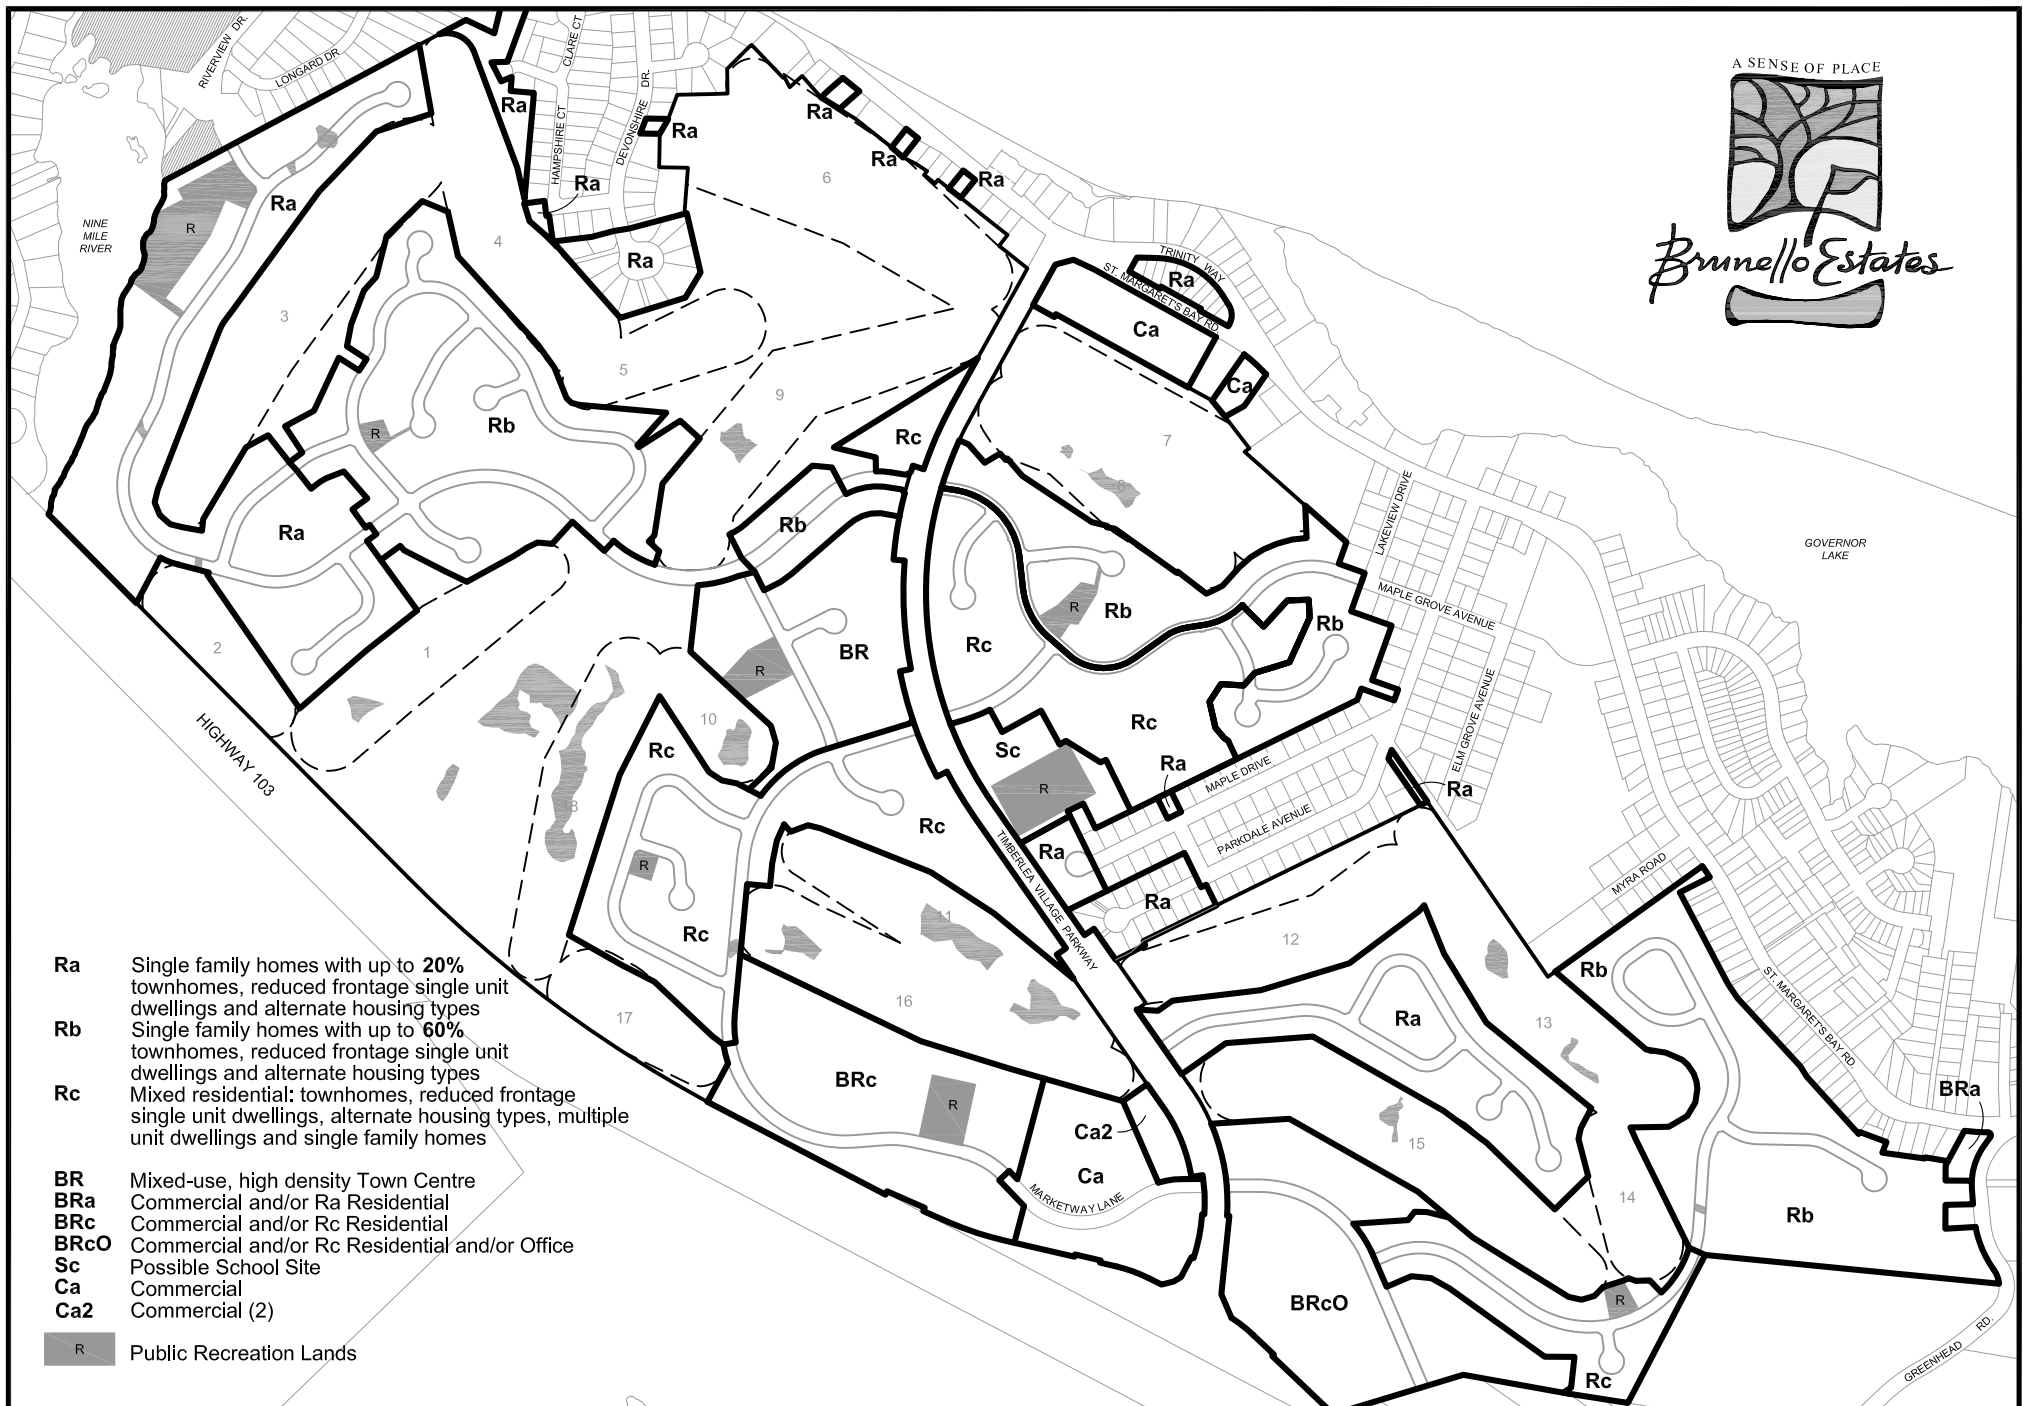 RIVERVIEW DR.
LONGARD DR
CLARE CT
HAMPSHIRE CT
DEVONSHIRE DR.
A SENSE OF PLACE
Brunello Estates
NINE
MILE
RIVER
Ra
Ra
Ra
Ra
Ra
Ra
Ra
Ra
Ra
R
3
4
5
6
9
TRINITY WAY
Ra
ST. MARGARET'S BAY RD.
Ca
Ca
7
8
Rb
R
Rc
Rb
Ra
LAKEVIEW DRIVE
GOVERNOR
LAKE
MAPLE GROVE AVENUE
ELM GROVE AVENUE
2
1
R
BR
Rc
R
Rb
Rb
10
HIGHWAY 103
Rc
Sc
R
Rc
Ra
MAPLE DRIVE
PARKDALE AVENUE
Ra
18
R
Rc
Rc
TIMBERLEA VILLAGE PARKWAY
Ra
Ra
MYRA ROAD
11
12
16
17
13
Rb
Ra
ST. MARGARET'S BAY RD.
BRa
BRc
R
Ca2
Ca
MARKETWAY LANE
15
14
Rb
BRcO
R
Rc
GREENHEAD RD.
Ra Single family homes with up to 20%
townhomes, reduced frontage single unit
dwellings and alternate housing types
Rb Single family homes with up to 60%
townhomes, reduced frontage single unit
dwellings and alternate housing types
Rc Mixed residential: townhomes, reduced frontage
single unit dwellings, alternate housing types, multiple
unit dwellings and single family homes
BR Mixed-use, high density Town Centre
BRa Commercial and/or Ra Residential
BRc Commercial and/or Rc Residential
BRcO Commercial and/or Rc Residential and/or Office
Sc Possible School Site
Ca Commercial
Ca2 Commercial (2)
R Public Recreation Lands